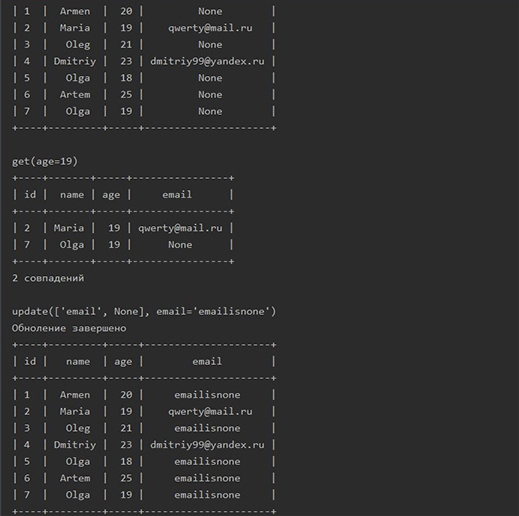 | 1  |  Armen  | 20 |        None        |
| 2  |  Maria  | 19 |    qwerty@mail.ru    |
| 3  |   Oleg  | 21 |        None        |
| 4  | Dmitriy | 23 | dmitriy99@yandex.ru |
| 5  |   Olga  | 18 |        None        |
| 6  |  Artem  | 25 |        None        |
| 7  |   Olga  | 19 |        None        |
+----+---------+-----+---------------------+
get(age=19)
+----+-------+-----+----------------+
| id |  name | age |     email      |
+----+-------+-----+----------------+
| 2  | Maria |  19 | qwerty@mail.ru |
| 7  |  Olga |  19 |      None      |
+----+-------+-----+----------------+
2 совпадений
update(['email', None], email='emailisnone')
Обноление завершено
+----+---------+-----+---------------------+
| id |   name  | age |        email        |
+----+---------+-----+---------------------+
| 1  |  Armen  |  20 |     emailisnone     |
| 2  |  Maria  |  19 |    qwerty@mail.ru   |
| 3  |   Oleg  |  21 |     emailisnone     |
| 4  | Dmitriy |  23 | dmitriy99@yandex.ru |
| 5  |   Olga  |  18 |     emailisnone     |
| 6  |  Artem  |  25 |     emailisnone     |
| 7  |   Olga  |  19 |     emailisnone     |
+----+---------+-----+---------------------+